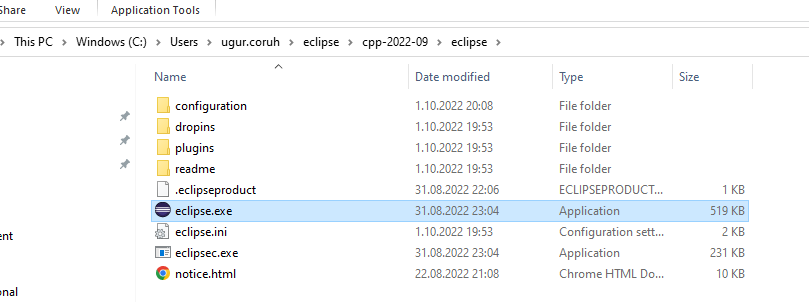 Share View Application Tools
This PC > Windows (C:) > Users > ugur.coruh > eclipse > cpp-2022-09 > eclipse >
Name Date modified Type Size
configuration 1.10.2022 20:08 File folder
dropins 1.10.2022 19:53 File folder
plugins 1.10.2022 19:53 File folder
readme 1.10.2022 19:53 File folder
.eclipseproduct 31.08.2022 22:06 ECLIPSEPRODUCT... 1 KB
eclipse.exe 31.08.2022 23:04 Application 519 KB
eclipse.ini 1.10.2022 19:53 Configuration sett... 2 KB
eclipsec.exe 31.08.2022 23:04 Application 231 KB
notice.html 22.08.2022 21:08 Chrome HTML Do... 10 KB